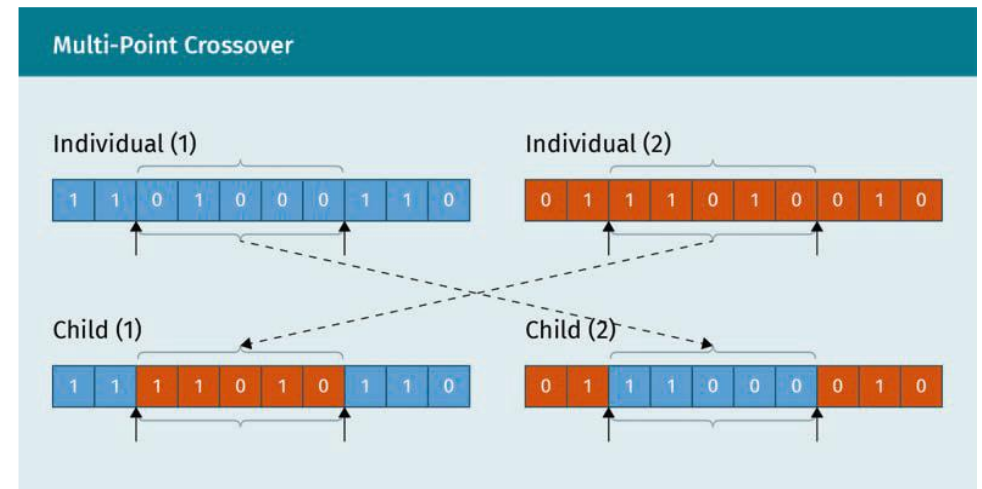 Multi-Point Crossover
Individual (1)
Individual (2)
1 1 0 1 0 0 0 1 1 0
0 1 1 1 0 1 0 0 1 0
Child (1)
Child (2)
1 1 1 1 0 1 0 1 1 0
0 1 1 1 0 0 0 0 1 0